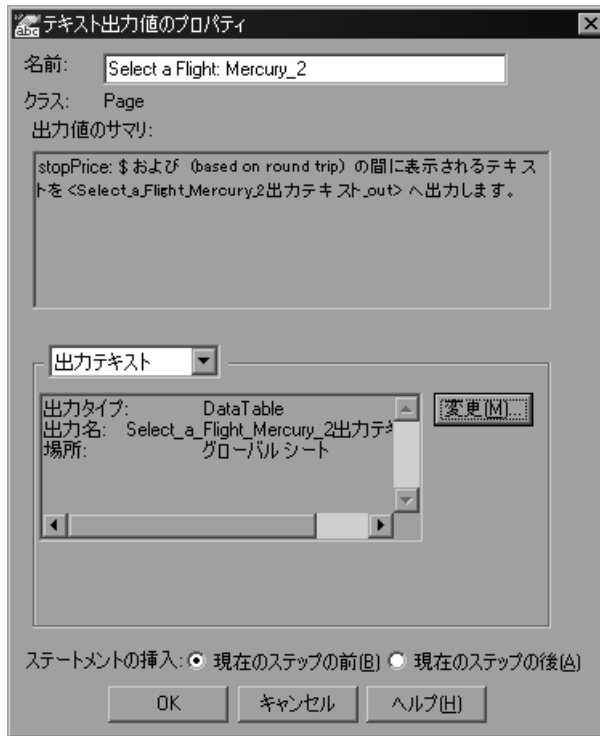 テキスト出力値のプロパティ
名前: Select a Flight: Mercury_2
クラス: Page
出力値のサマリ:
stopPrice: $ および (based on round trip) の間に表示されるテキス
トを <Select_a_Flight_Mercury_2出力テキスト_out> へ出力します。
出力テキスト
出力タイプ: DataTable
出力名: Select_a_Flight_Mercury_2出力テキ
場所: グローバル シート
変更(M)...
ステートメントの挿入: 現在のステップの前(B) 現在のステップの後(A)
OK キャンセル ヘルプ(H)